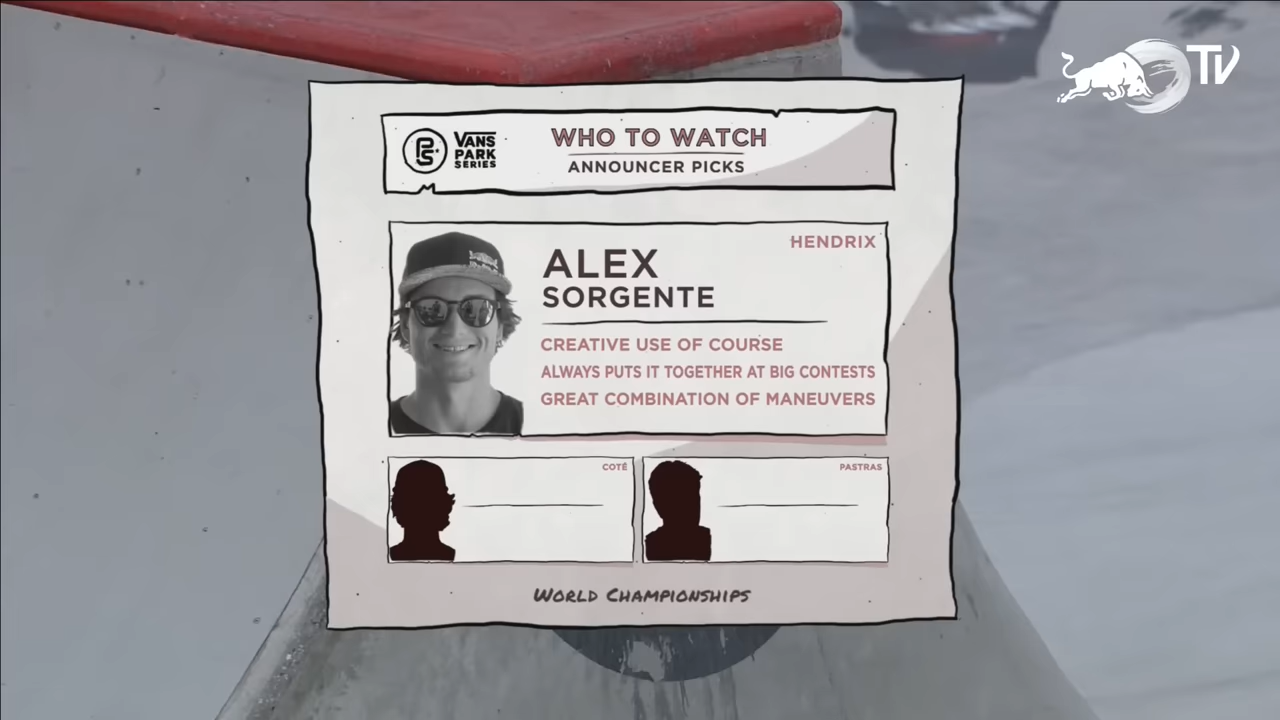 TV
VANS
PARK
SERIES
WHO TO WATCH
ANNOUNCER PICKS
HENDRIX
ALEX
SORGENTE
CREATIVE USE OF COURSE
ALWAYS PUTS IT TOGETHER AT BIG CONTESTS
GREAT COMBINATION OF MANEUVERS
COTÉ
PASTRAS
WORLD CHAMPIONSHIPS